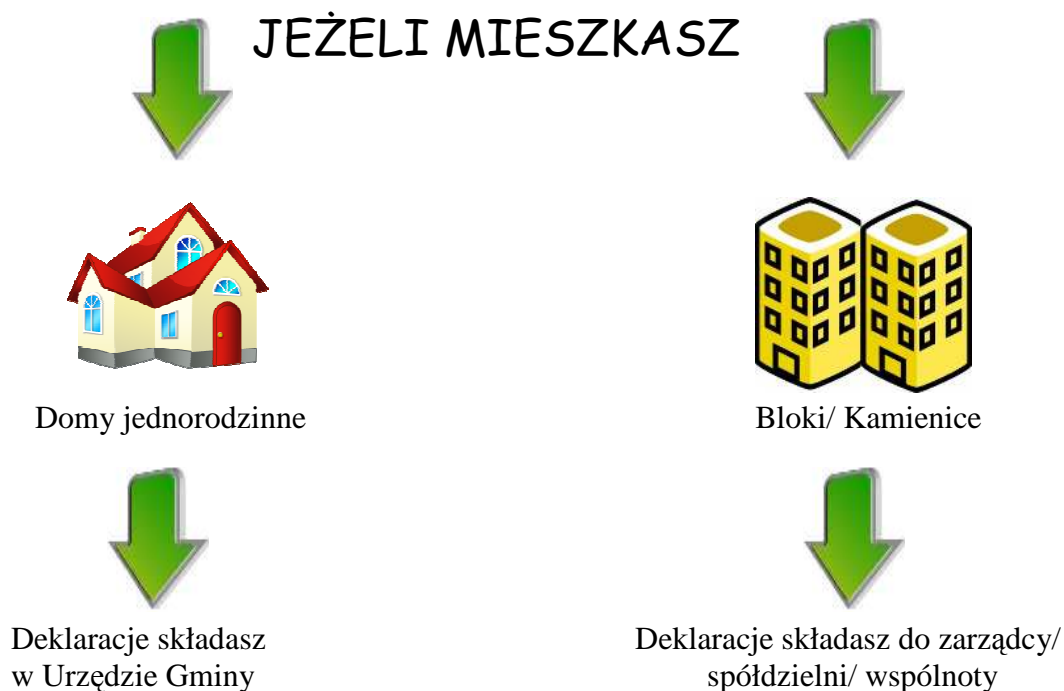 JEŻELI MIESZKASZ
Domy jednorodzinne
Bloki/ Kamienice
Deklaracje składasz
w Urzędzie Gminy
Deklaracje składasz do zarządcy/
spółdzielni/ wspólnoty